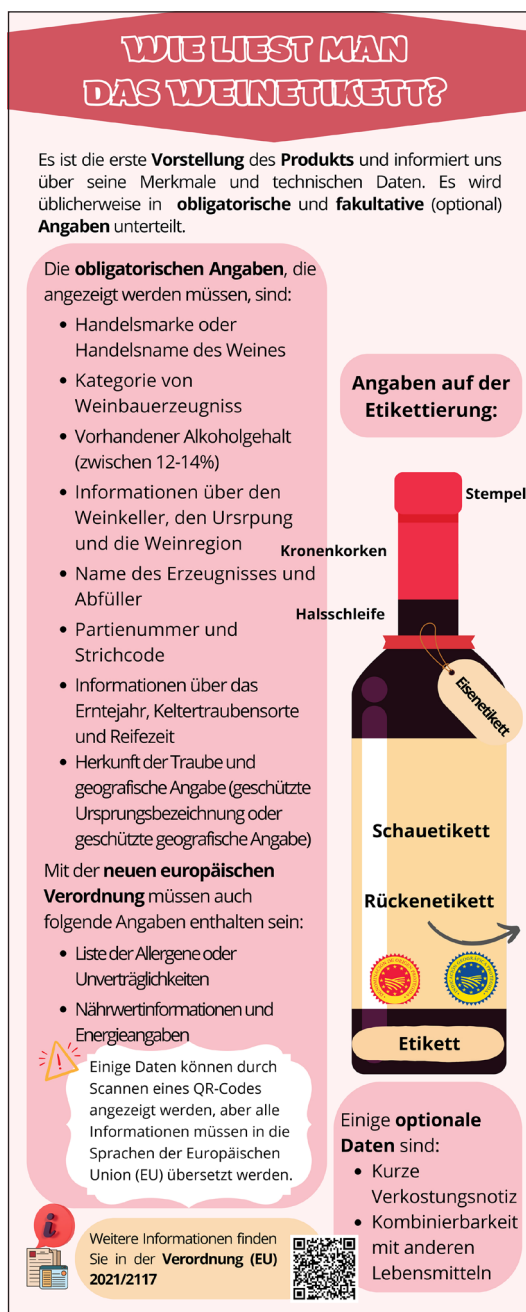 WIE LIEST MAN
DAS WEINETIKETT?
Es ist die erste Vorstellung des Produkts und informiert uns
über seine Merkmale und technischen Daten. Es wird
üblicherweise in obligatorische und fakultative (optional)
Angaben unterteilt.
Die obligatorischen Angaben, die
angezeigt werden müssen, sind:
• Handelsmarke oder
Handelsname des Weines
• Kategorie von
Weinbauerzeugniss
• Vorhandener Alkoholgehalt
(zwischen 12-14%)
• Informationen über den
Weinkeller, den Ursrpung
und die Weinregion
• Name des Erzeugnisses und
Abfüller
• Partienummer und
Strichcode
• Informationen über das
Erntejahr, Keltertraubensorte
und Reifezeit
• Herkunft der Traube und
geografische Angabe (geschützte
Ursprungsbezeichnung oder
geschützte geografische Angabe)
Mit der neuen europäischen
Verordnung müssen auch
folgende Angaben enthalten sein:
• Liste der Allergene oder
Unverträglichkeiten
• Nährwertinformationen und
Energieangaben
Einige Daten können durch
Scannen eines QR-Codes
angezeigt werden, aber alle
Informationen müssen in die
Sprachen der Europäischen
Union (EU) übersetzt werden.
Weitere Informationen finden
Sie in der Verordnung (EU)
2021/2117
Angaben auf der
Etikettierung:
Stempel
Kronenkorken
Halsschleife
Eisenetikett
Schauetikett
Rückenetikett
Etikett
Einige optionale
Daten sind:
• Kurze
Verkostungsnotiz
• Kombinierbarkeit
mit anderen
Lebensmitteln